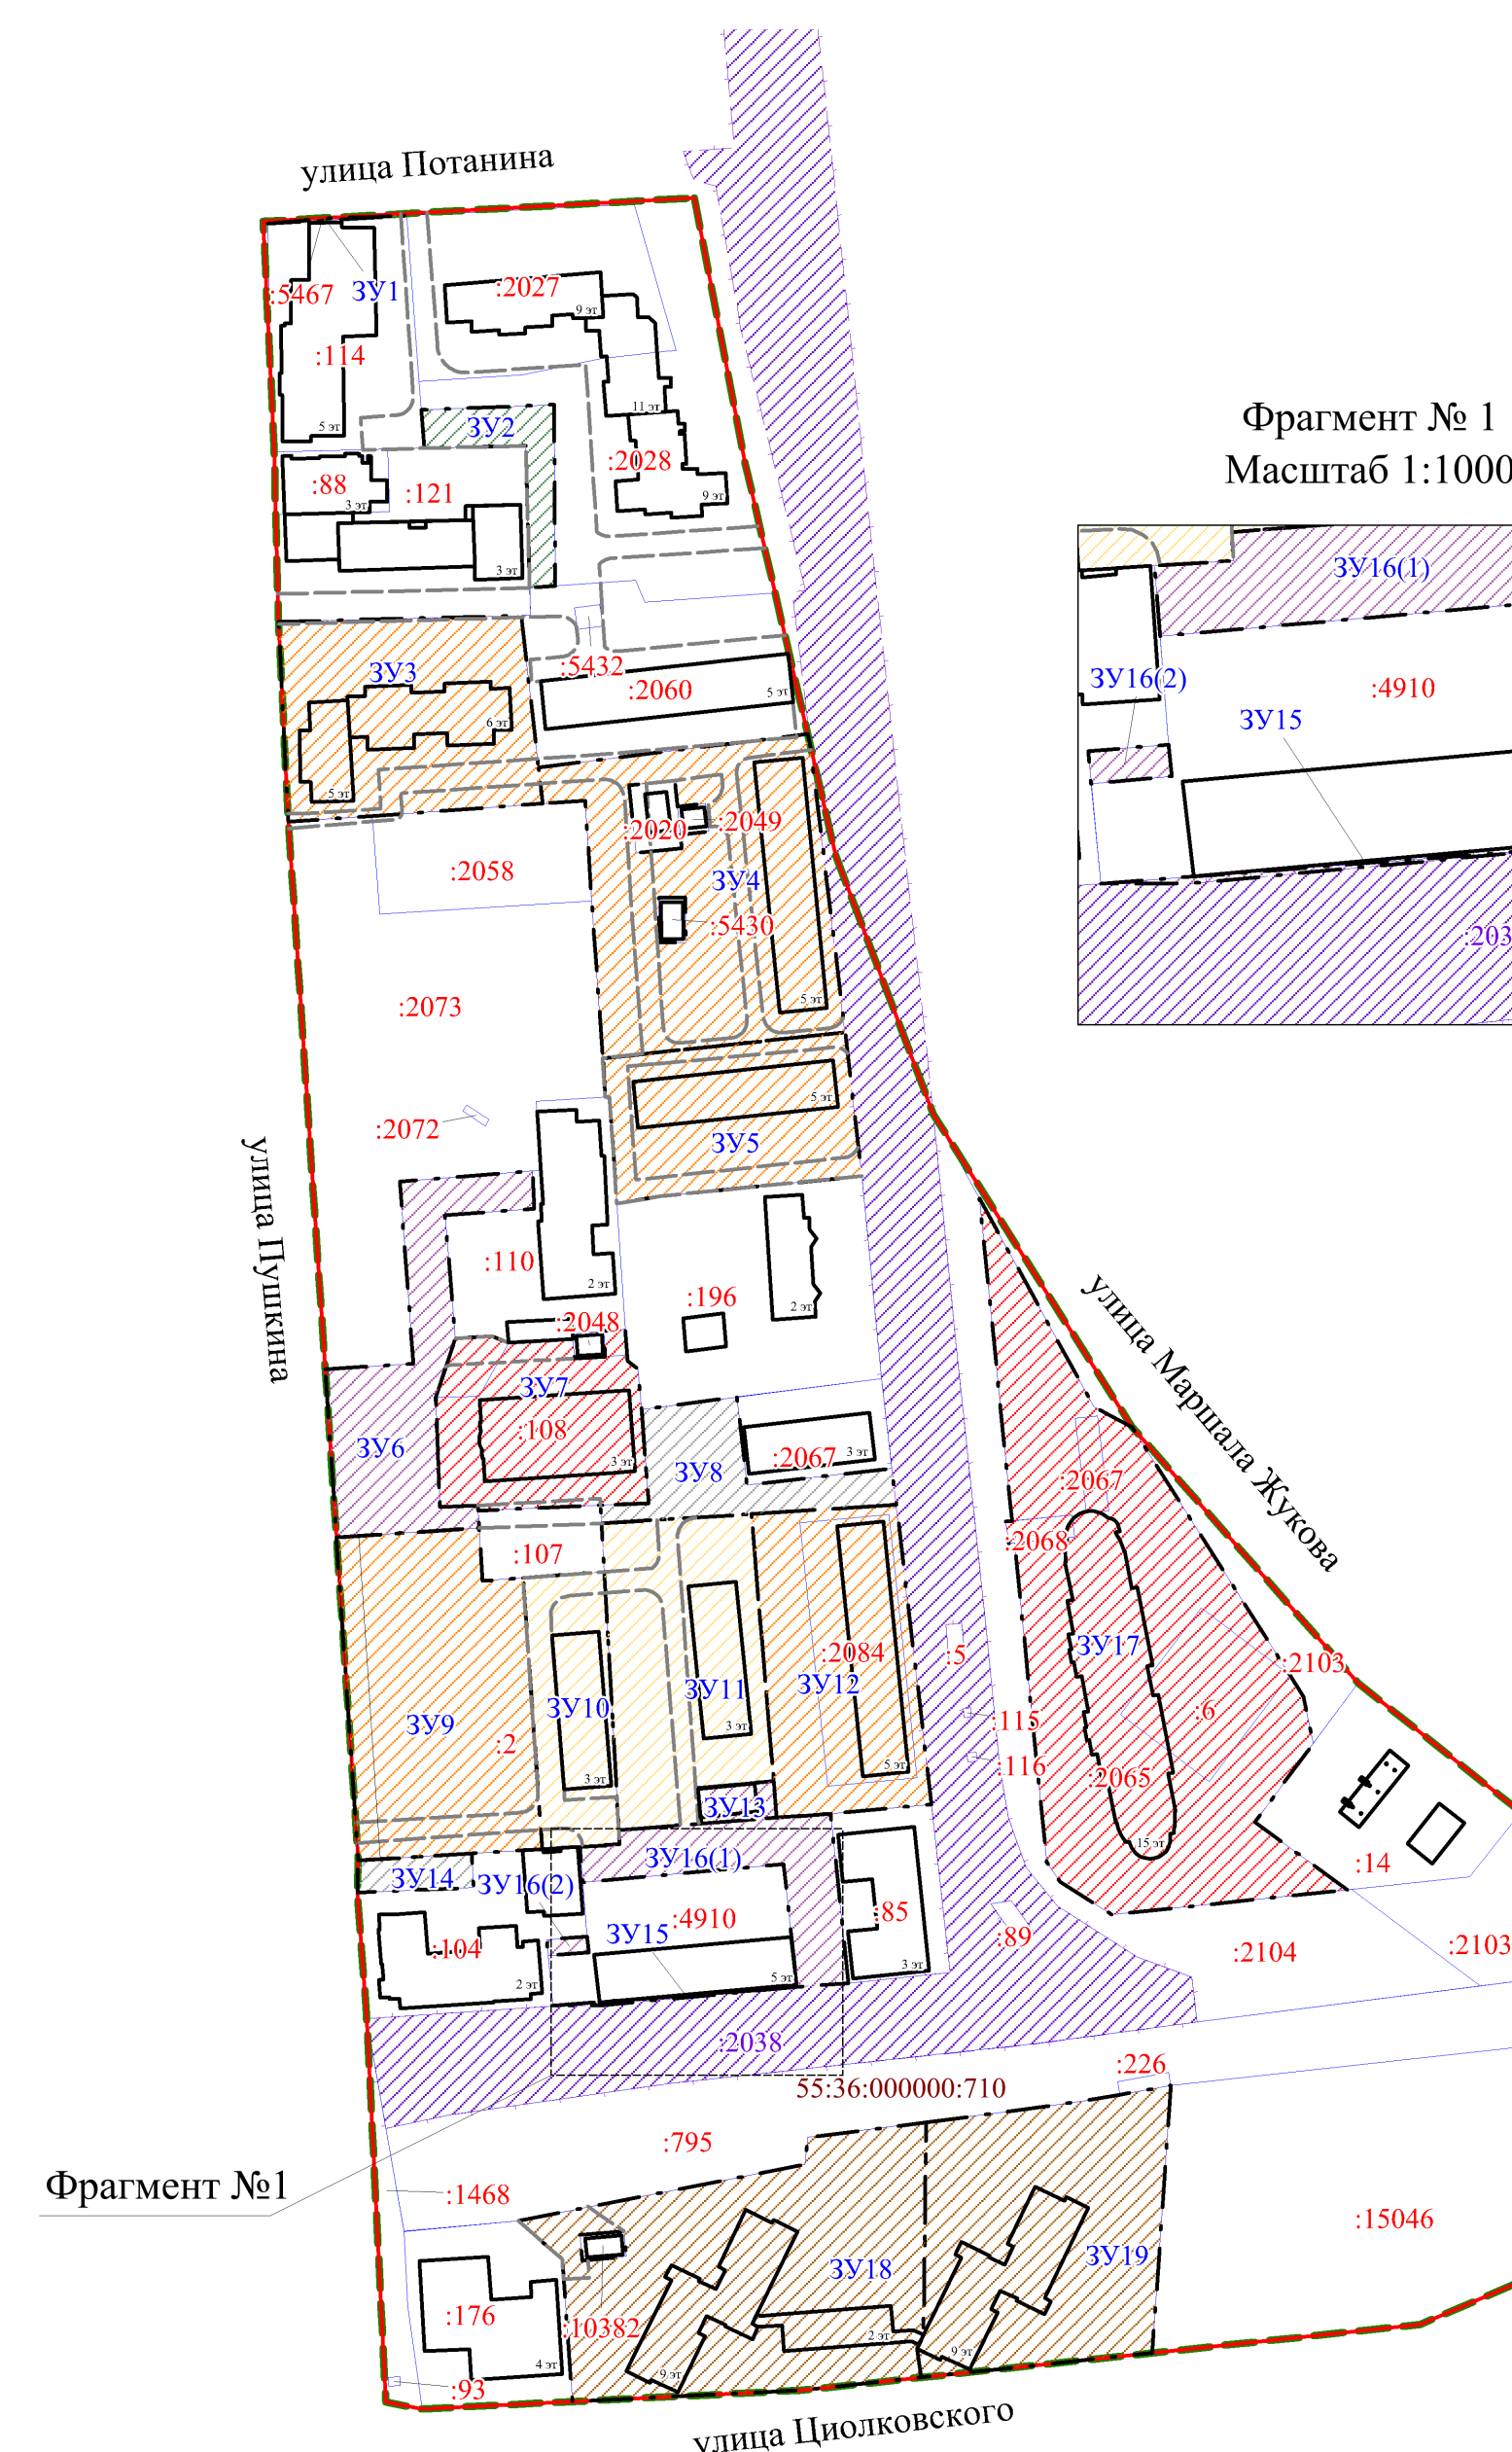 улица Потанина
:5467
ЗУ1
:2027
9 эт
:114
11 эт
5 эт
ЗУ2
:2028
9 эт
:88
3 эт
:121
3 эт
Фрагмент № 1
Масштаб 1:1000
ЗУ16(1)
ЗУ16(2)
:4910
ЗУ15
:203
ЗУ3
:5432
:2060
5 эт
6 эт
5 эт
:2020
:2049
:2058
ЗУ4
:5430
5 эт
:2073
5 эт
:2072
ЗУ5
улица Пушкина
:110
2 эт
:196
2 эт
:2048
улица Маршала Жукова
ЗУ7
:108
3 эт
ЗУ6
ЗУ8
:2067
3 эт
:2067
:2068
:107
ЗУ17
:2084
:5
:2103
ЗУ12
ЗУ11
ЗУ10
ЗУ9
:2
3 эт
:6
:115
:116
5 эт
3 эт
:2065
ЗУ13
15 эт
ЗУ16(1)
:14
ЗУ14
ЗУ16(2)
:4910
:85
ЗУ15
:104
:89
:2104
:2103
2 эт
5 эт
3 эт
:2038
:226
55:36:000000:710
:795
Фрагмент №1
:1468
:15046
ЗУ19
ЗУ18
:176
:10382
2 эт
9 эт
4 эт
9 эт
:93
улица Циолковского